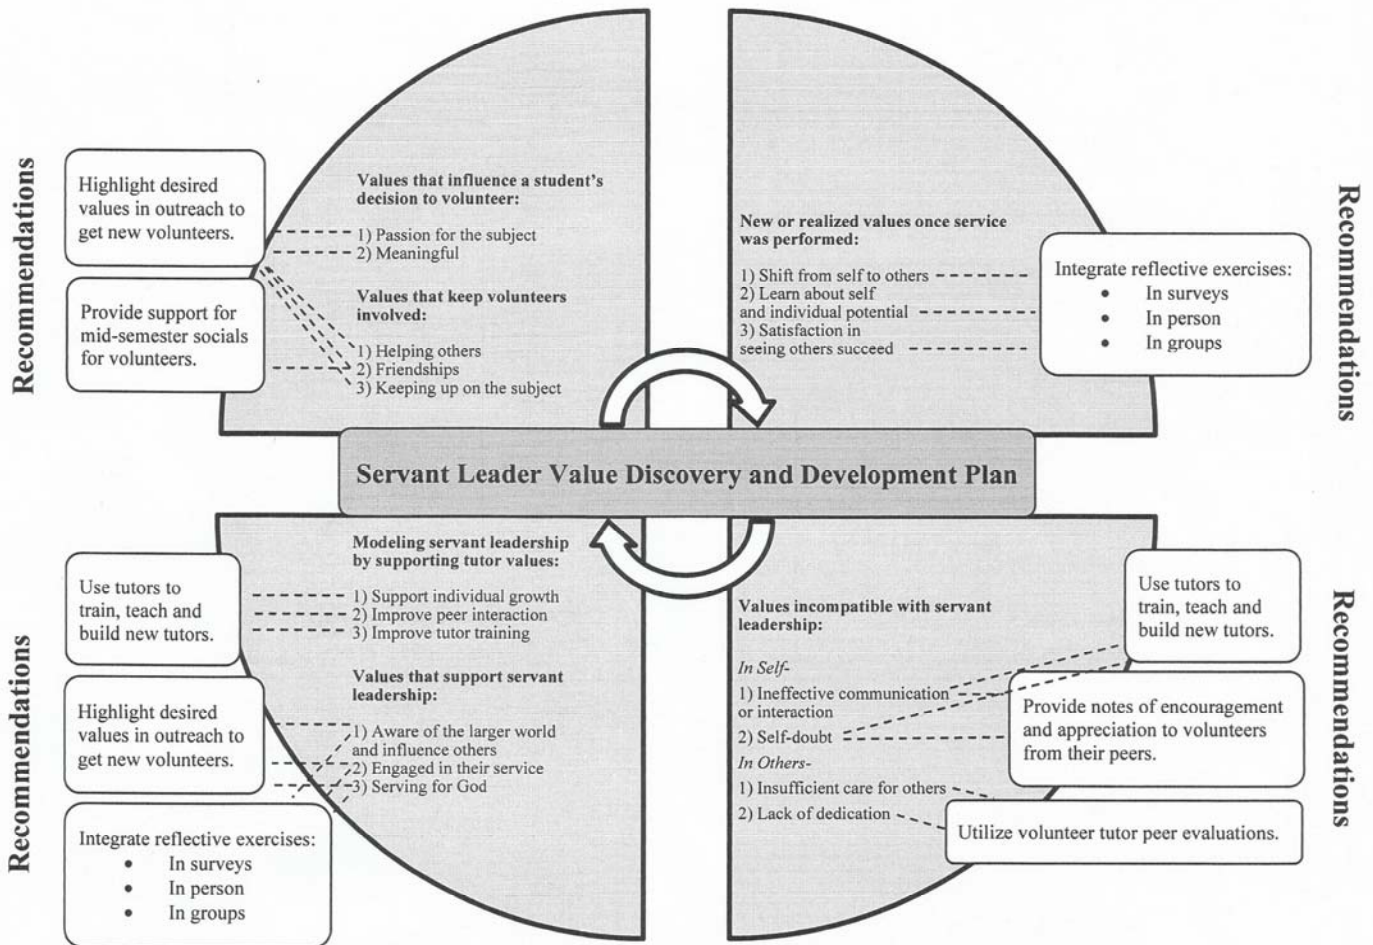 Recommendations
Highlight desired
values in outreach to
get new volunteers.
Provide support for
mid-semester socials
for volunteers.
Values that influence a student's
decision to volunteer:
1) Passion for the subject
2) Meaningful
Values that keep volunteers
involved:
1) Helping others
2) Friendships
3) Keeping up on the subject
New or realized values once service
was performed:
1) Shift from self to others
2) Learn about self
and individual potential
3) Satisfaction in
seeing others succeed
Integrate reflective exercises:
• In surveys
• In person
• In groups
Recommendations
Servant Leader Value Discovery and Development Plan
Recommendations
Use tutors to
train, teach and
build new tutors.
Highlight desired
values in outreach to
get new volunteers.
Integrate reflective exercises:
• In surveys
• In person
• In groups
Modeling servant leadership
by supporting tutor values:
1) Support individual growth
2) Improve peer interaction
3) Improve tutor training
Values that support servant
leadership:
1) Aware of the larger world
and influence others
2) Engaged in their service
3) Serving for God
Values incompatible with servant
leadership:
In Self-
1) Ineffective communication
or interaction
2) Self-doubt
In Others-
1) Insufficient care for others
2) Lack of dedication
Use tutors to
train, teach and
build new tutors.
Provide notes of encouragement
and appreciation to volunteers
from their peers.
Utilize volunteer tutor peer evaluations.
Recommendations